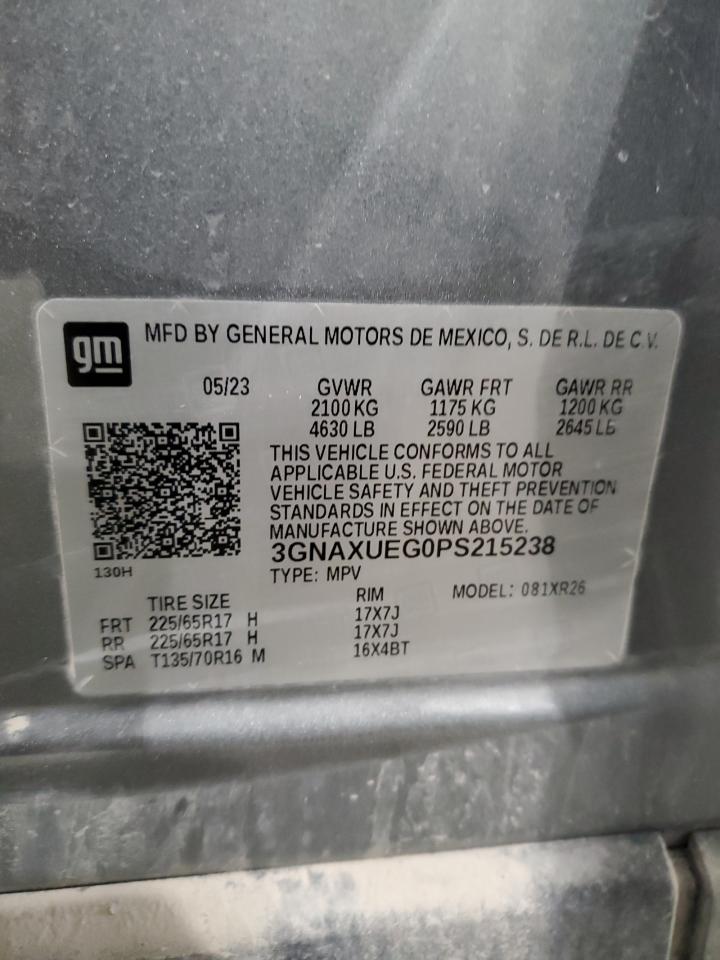 gm
MFD BY GENERAL MOTORS DE MEXICO, S. DE R.L. DE C.V.
05/23 GVWR GAWR FRT GAWR RR
2100 KG 1175 KG 1200 KG
4630 LB 2590 LB 2645 LB
THIS VEHICLE CONFORMS TO ALL
APPLICABLE U.S. FEDERAL MOTOR
VEHICLE SAFETY AND THEFT PREVENTION
STANDARDS IN EFFECT ON THE DATE OF
MANUFACTURE SHOWN ABOVE.
3GNAXUEG0PS215238
130H
TYPE: MPV
MODEL: 081XR26
TIRE SIZE RIM
FRT 225/65R17 H 17X7J
RR 225/65R17 H 17X7J
SPA T135/70R16 M 16X4BT